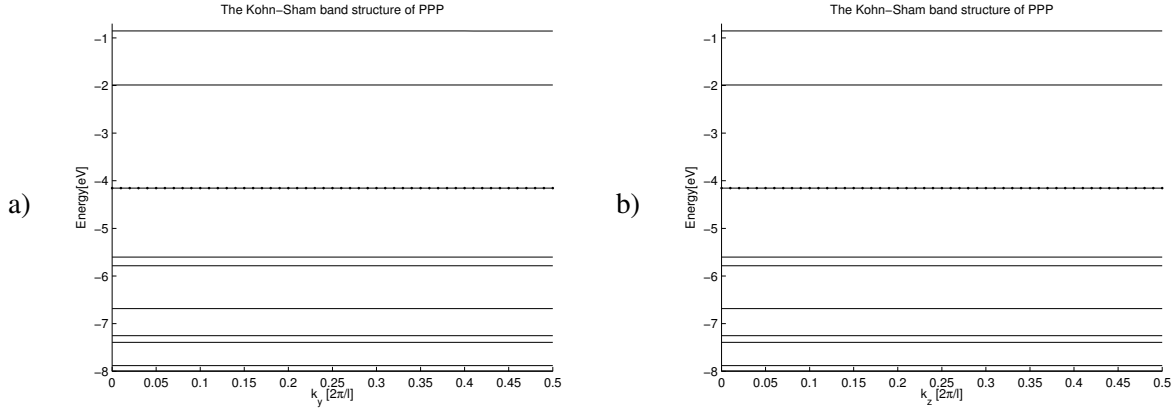 a)
The Kohn−Sham band structure of PPP
Energy[eV]
−1
−2
−3
−4
−5
−6
−7
−8
0 0.05 0.1 0.15 0.2 0.25 0.3 0.35 0.4 0.45 0.5
k_y [2π/l]
b)
The Kohn−Sham band structure of PPP
Energy[eV]
−1
−2
−3
−4
−5
−6
−7
−8
0 0.05 0.1 0.15 0.2 0.25 0.3 0.35 0.4 0.45 0.5
k_z [2π/l]